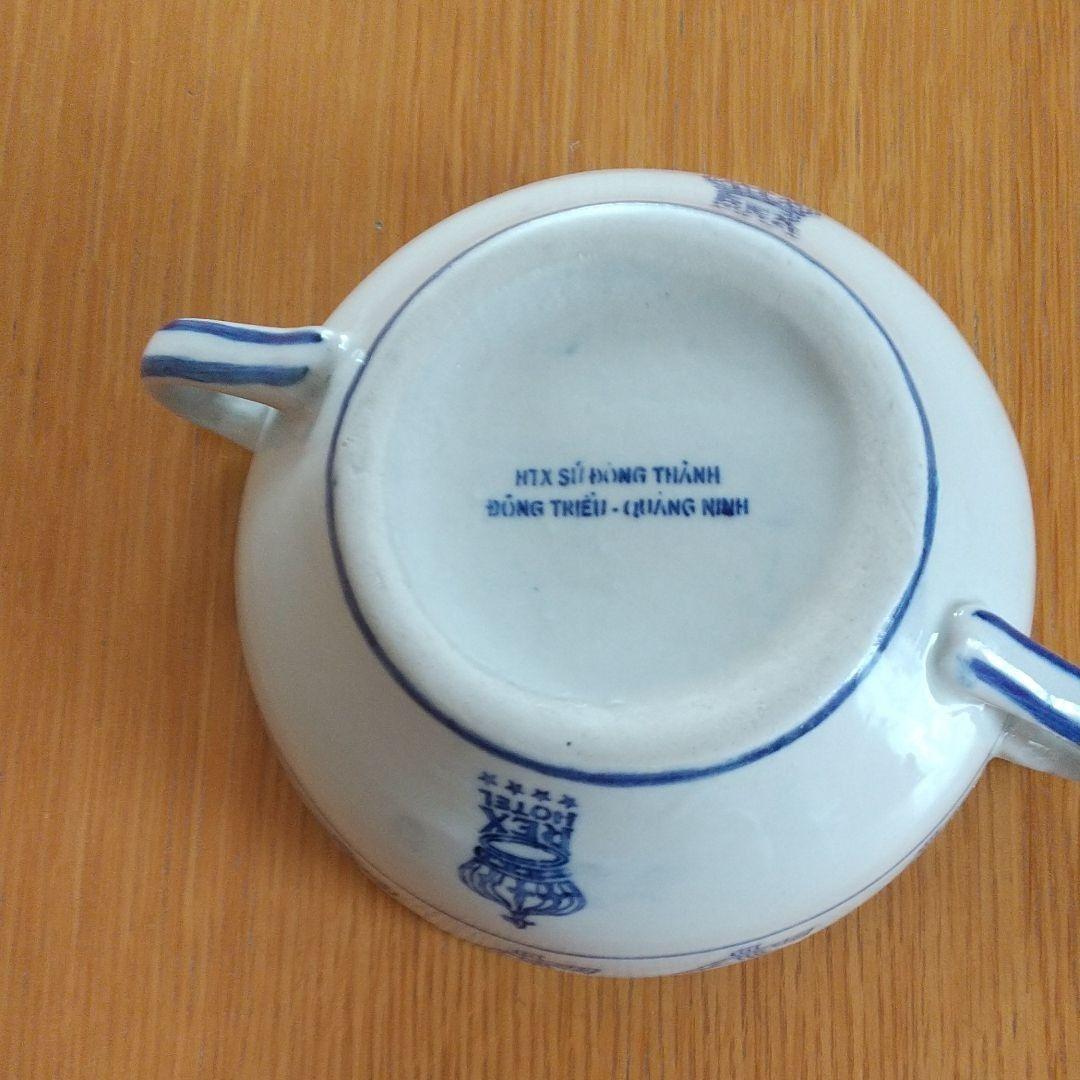 HTX SỨ ĐÔNG THÀNH
ĐÔNG TRIỀU - QUẢNG NINH
REX
HOTEL